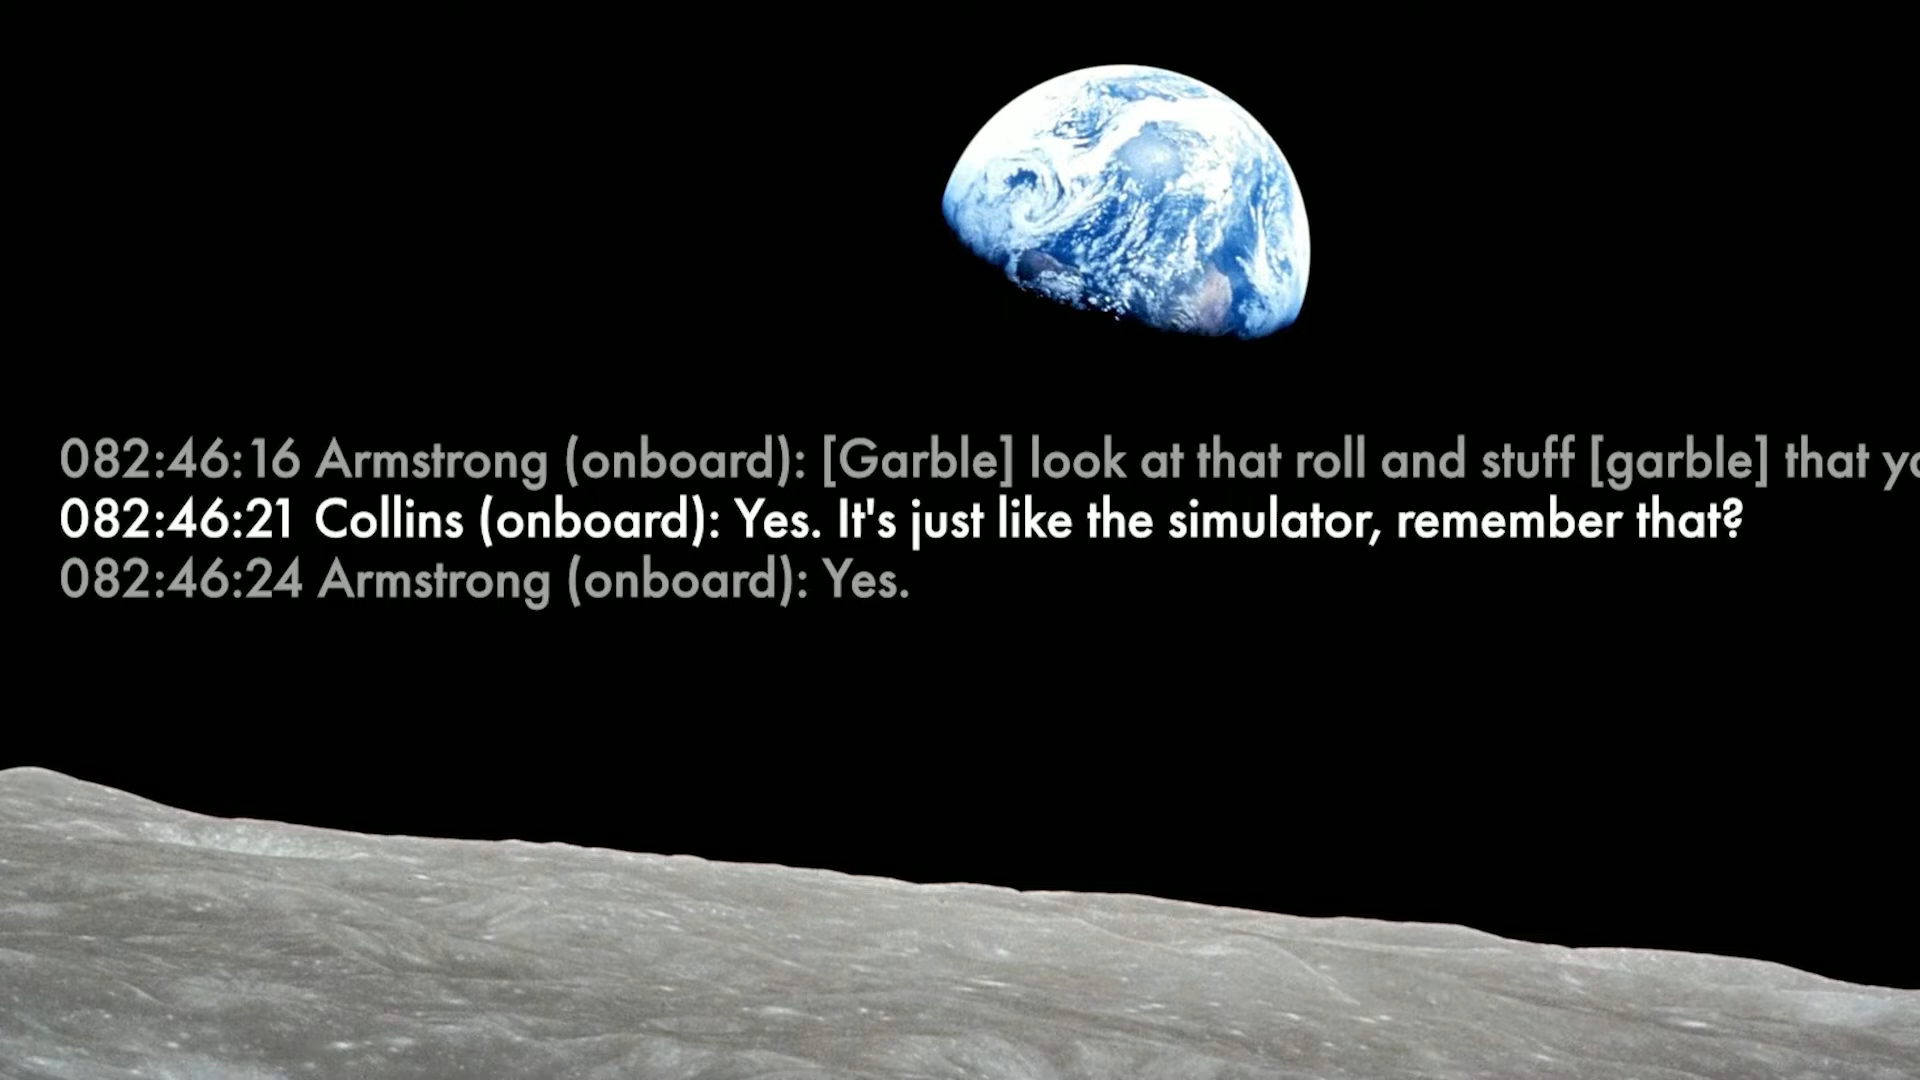 082:46:16 Armstrong (onboard): [Garble] look at that roll and stuff [garble] that
082:46:21 Collins (onboard): Yes. It's just like the simulator, remember that?
082:46:24 Armstrong (onboard): Yes.